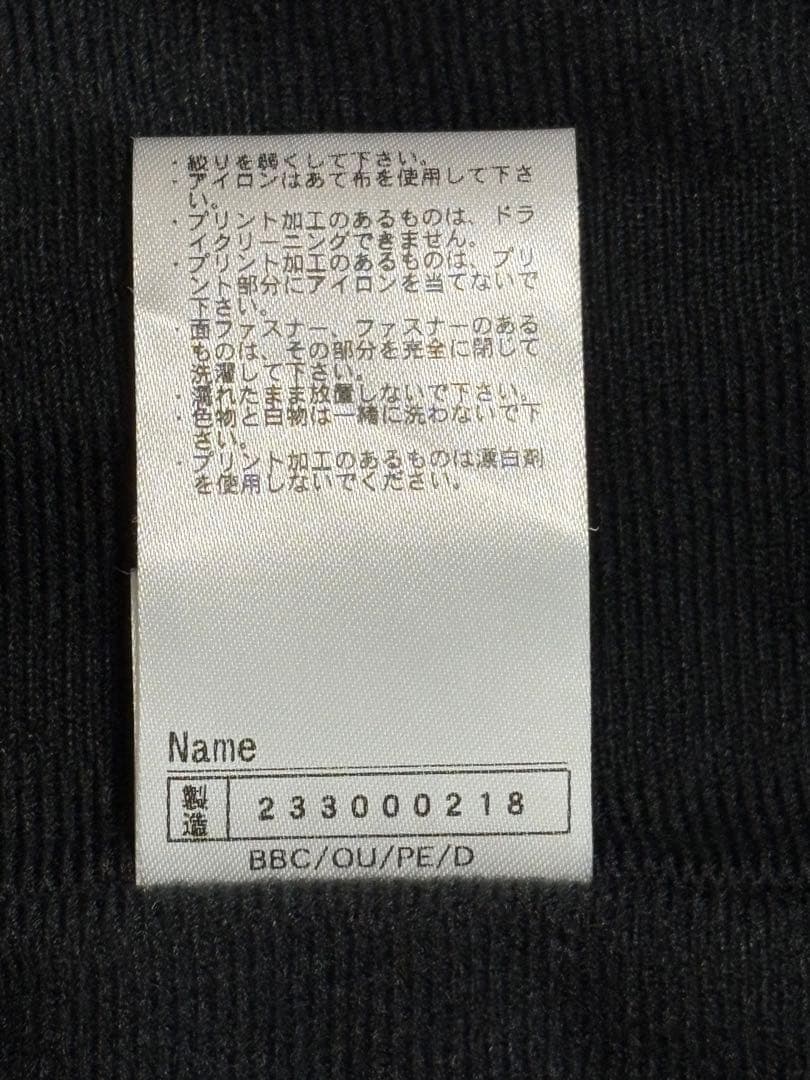 ・絞りを弱くして下さい。
・アイロンはあて布を使用して下さ
い。
・プリント加工のあるものは、ドラ
イクリーニングできません。
・プリント加工のあるものは、プリ
ント部分にアイロンを当てないで
下さい。
・面ファスナー、ファスナーのある
ものは、その部分を完全に閉じて
洗濯して下さい。
・濡れたまま放置しないで下さい。
・色物と白物は一緒に洗わないで下
さい。
・プリント加工のあるものは漂白剤
を使用しないでください。
Name
製造 233000218
BBC/OU/PE/D